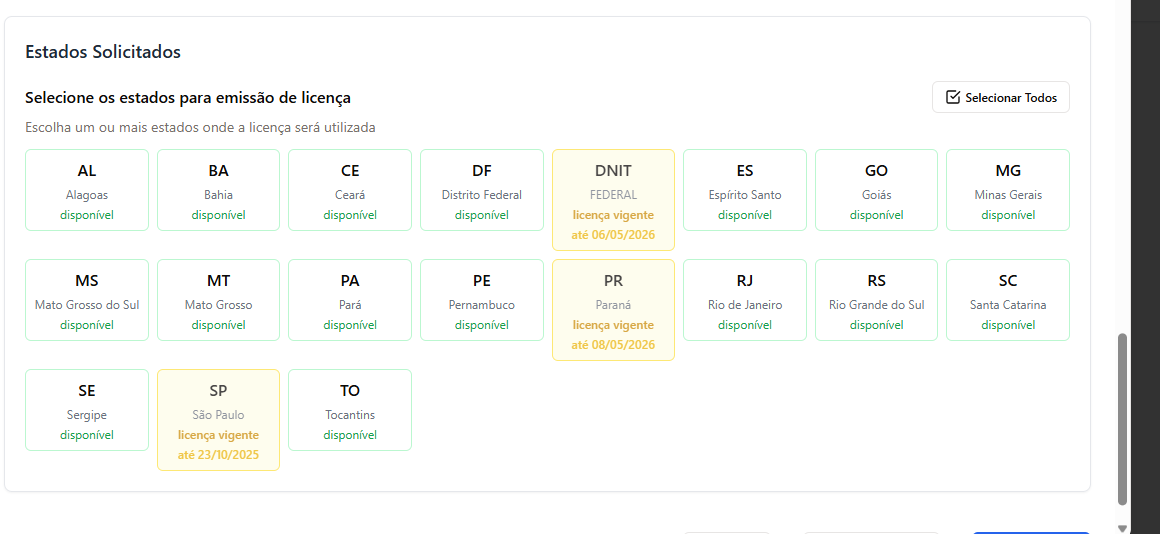 Estados Solicitados
Selecione os estados para emissão de licença
Selecionar Todos
Escolha um ou mais estados onde a licença será utilizada
AL
Alagoas
disponível
BA
Bahia
disponível
CE
Ceará
disponível
DF
Distrito Federal
disponível
DNIT
FEDERAL
licença vigente
até 06/05/2026
ES
Espírito Santo
disponível
GO
Goiás
disponível
MG
Minas Gerais
disponível
MS
Mato Grosso do Sul
disponível
MT
Mato Grosso
disponível
PA
Pará
disponível
PE
Pernambuco
disponível
PR
Paraná
licença vigente
até 08/05/2026
RJ
Rio de Janeiro
disponível
RS
Rio Grande do Sul
disponível
SC
Santa Catarina
disponível
SE
Sergipe
disponível
SP
São Paulo
licença vigente
até 23/10/2025
TO
Tocantins
disponível